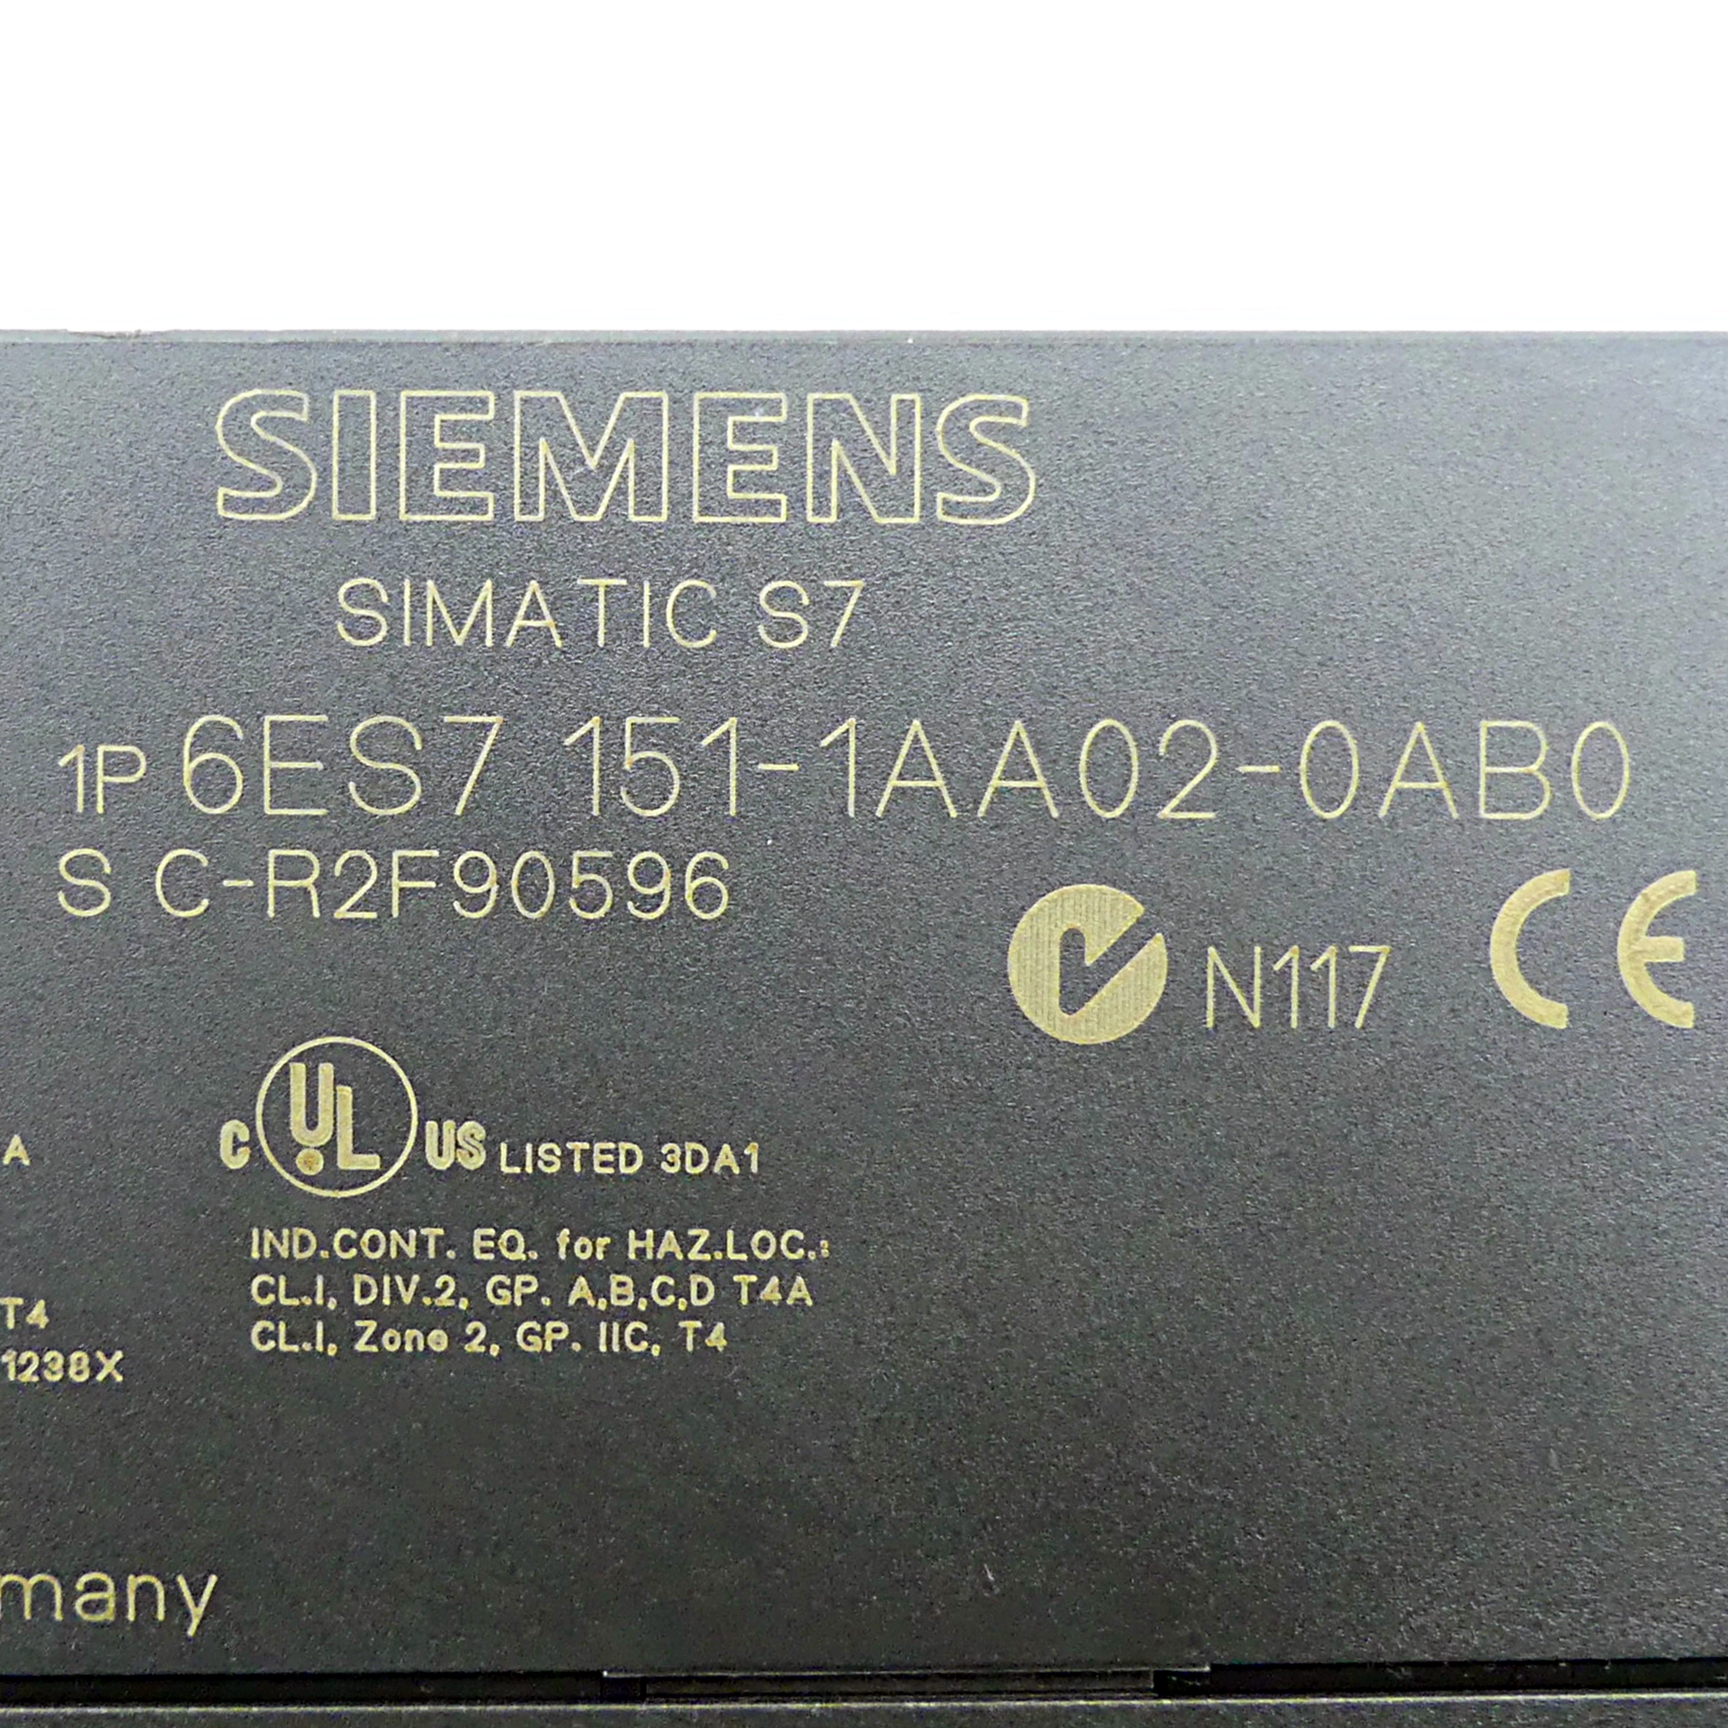 SIEMENS
SIMATIC S7
1P 6ES7 151-1AA02-0AB0
S C-R2F90596
N117 CE
A
C UL US LISTED 3DA1
IND.CONT. EQ. for HAZ.LOC.:
CL.I, DIV.2, GP. A,B,C,D T4A
T4
CL.I, Zone 2, GP. IIC, T4
1238X
many